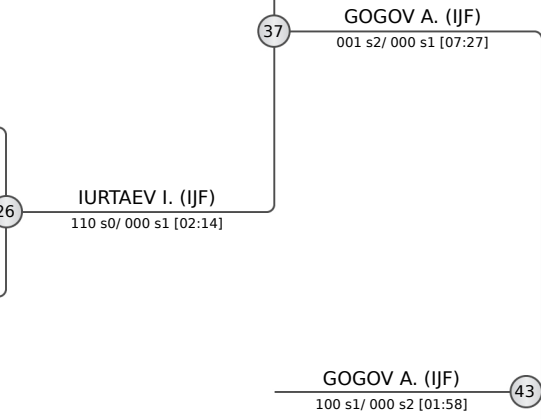 GOGOV A. (IJF)
37
001 s2/ 000 s1 [07:27]
IURTAEV I. (IJF)
26
110 s0/ 000 s1 [02:14]
GOGOV A. (IJF)
43
100 s1/ 000 s2 [01:58]